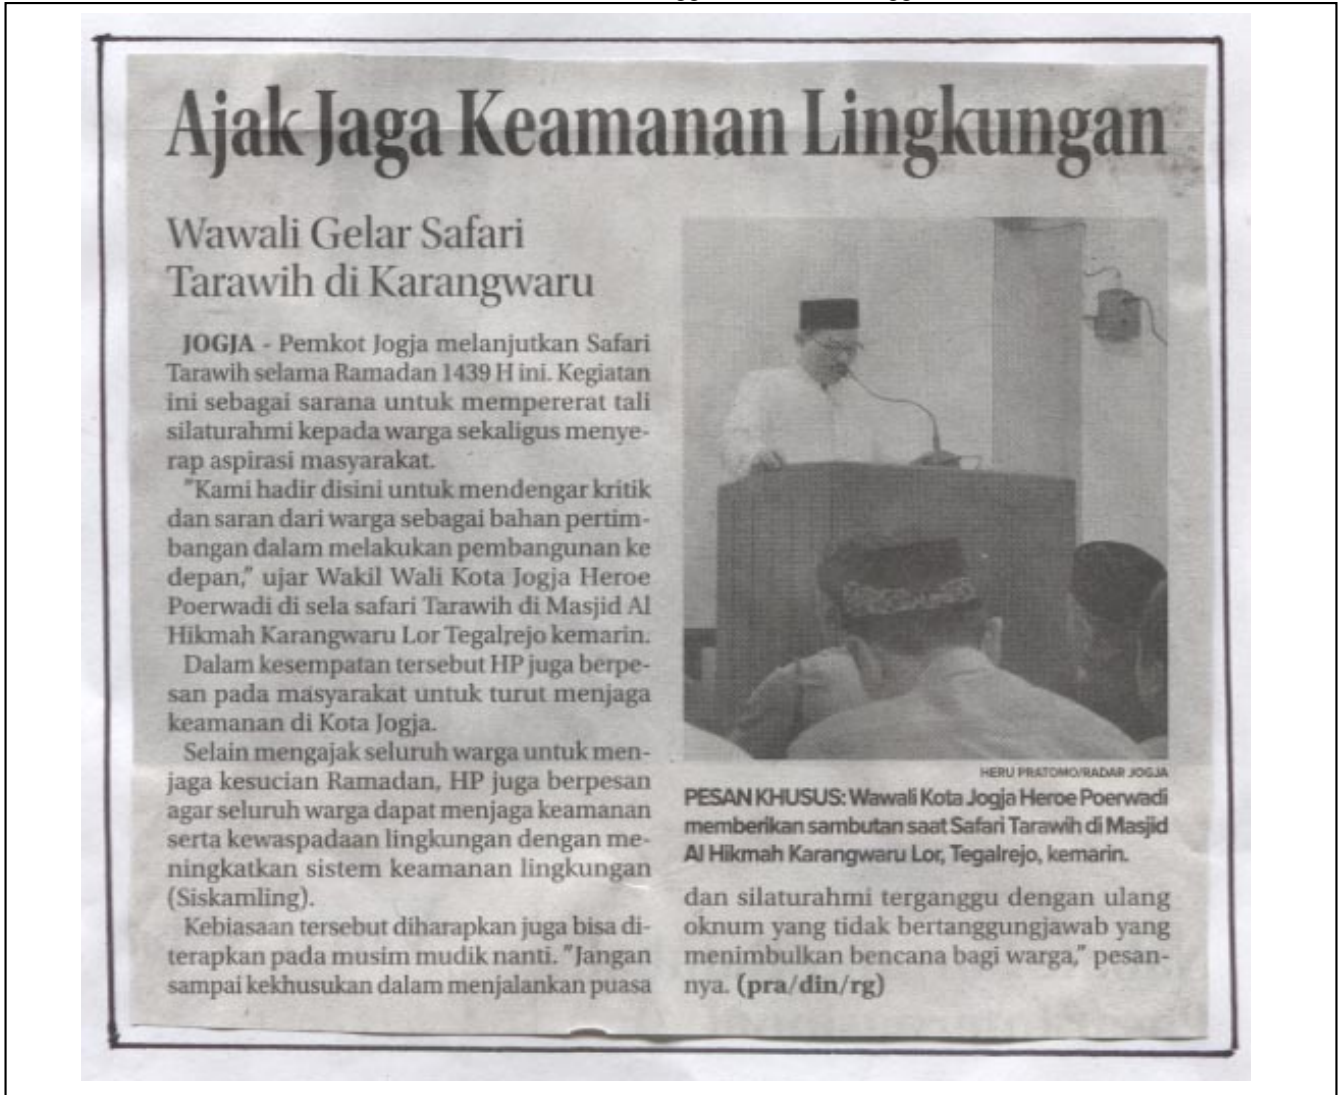 Ajak Jaga Keamanan Lingkungan
Wawali Gelar Safari
Tarawih di Karangwaru
JOGJA - Pemkot Jogja melanjutkan Safari
Tarawih selama Ramadan 1439 H ini. Kegiatan
ini sebagai sarana untuk mempererat tali
silaturahmi kepada warga sekaligus menye-
rap aspirasi masyarakat.
"Kami hadir disini untuk mendengar kritik
dan saran dari warga sebagai bahan pertim-
bangan dalam melakukan pembangunan ke
depan," ujar Wakil Wali Kota Jogja Heroe
Poerwadi di sela safari Tarawih di Masjid Al
Hikmah Karangwaru Lor Tegalrejo kemarin.
Dalam kesempatan tersebut HP juga berpe-
san pada masyarakat untuk turut menjaga
keamanan di Kota Jogja.
Selain mengajak seluruh warga untuk men-
jaga kesucian Ramadan, HP juga berpesan
agar seluruh warga dapat menjaga keamanan
serta kewaspadaan lingkungan dengan me-
ningkatkan sistem keamanan lingkungan
(Siskamling).
Kebiasaan tersebut diharapkan juga bisa di-
terapkan pada musim mudik nanti. "Jangan
sampai kekhusukan dalam menjalankan puasa
HERU PRATOMO/RADAR JOGJA
PESAN KHUSUS: Wawali Kota Jogja Heroe Poerwadi
memberikan sambutan saat Safari Tarawih di Masjid
Al Hikmah Karangwaru Lor, Tegalrejo, kemarin.
dan silaturahmi terganggu dengan ulang
oknum yang tidak bertanggungjawab yang
menimbulkan bencana bagi warga," pesan-
nya. (pra/din/rg)